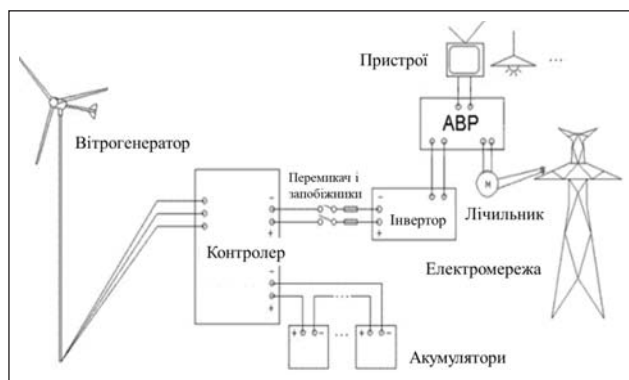 Пристрої
...
Вітрогенератор
АВР
Перемикач і
запобіжники
М
Лічильник
Інвертор
Контролер
Електромережа
Акумулятори
- + - +
- +
- +
+ - ... + -